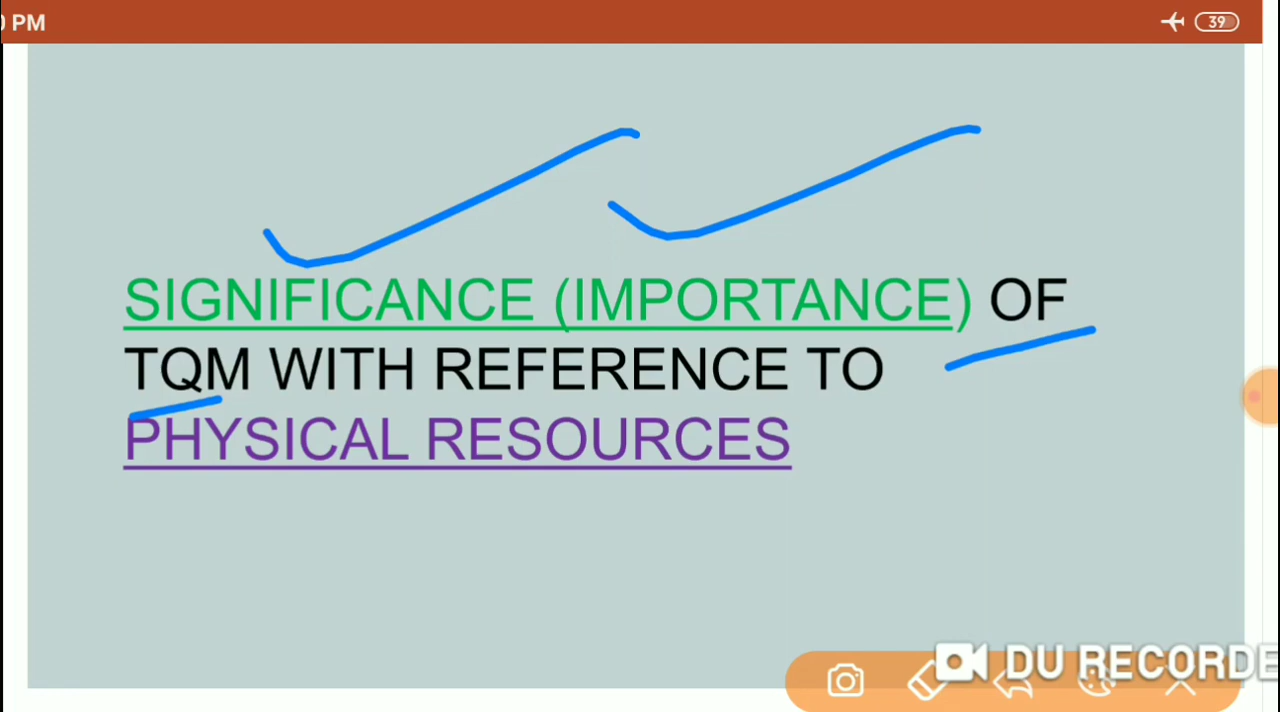 PM
39
SIGNIFICANCE (IMPORTANCE) OF
TQM WITH REFERENCE TO
PHYSICAL RESOURCES
DU RECORDE